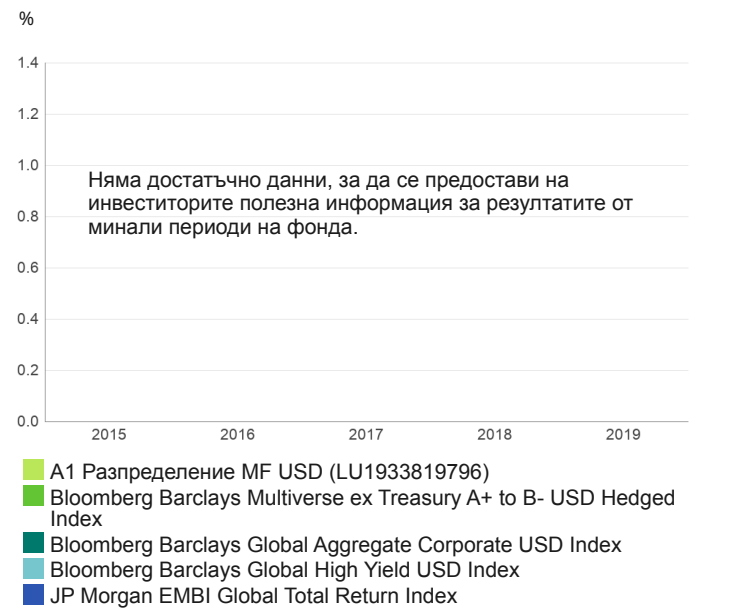 %
1.4
1.2
1.0
Няма достатъчно данни, за да се предостави на
инвеститорите полезна информация за резултатите от
минали периоди на фонда.
0.8
0.6
0.4
0.2
0.0
2015 2016 2017 2018 2019
A1 Разпределение MF USD (LU1933819796)
Bloomberg Barclays Multiverse ex Treasury A+ to B- USD Hedged
Index
Bloomberg Barclays Global Aggregate Corporate USD Index
Bloomberg Barclays Global High Yield USD Index
JP Morgan EMBI Global Total Return Index